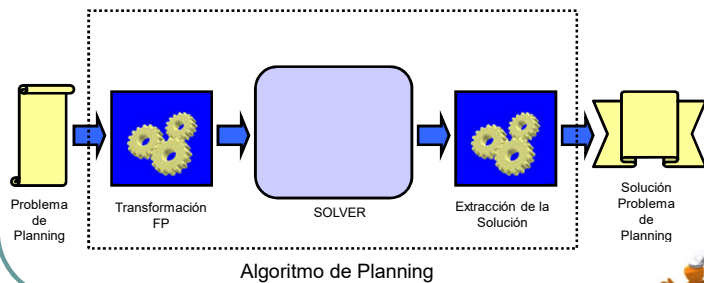 Problema
de
Planning
Transformación
FP
SOLVER
Extracción de la
Solución
Solución
Problema
de
Planning
Algoritmo de Planning